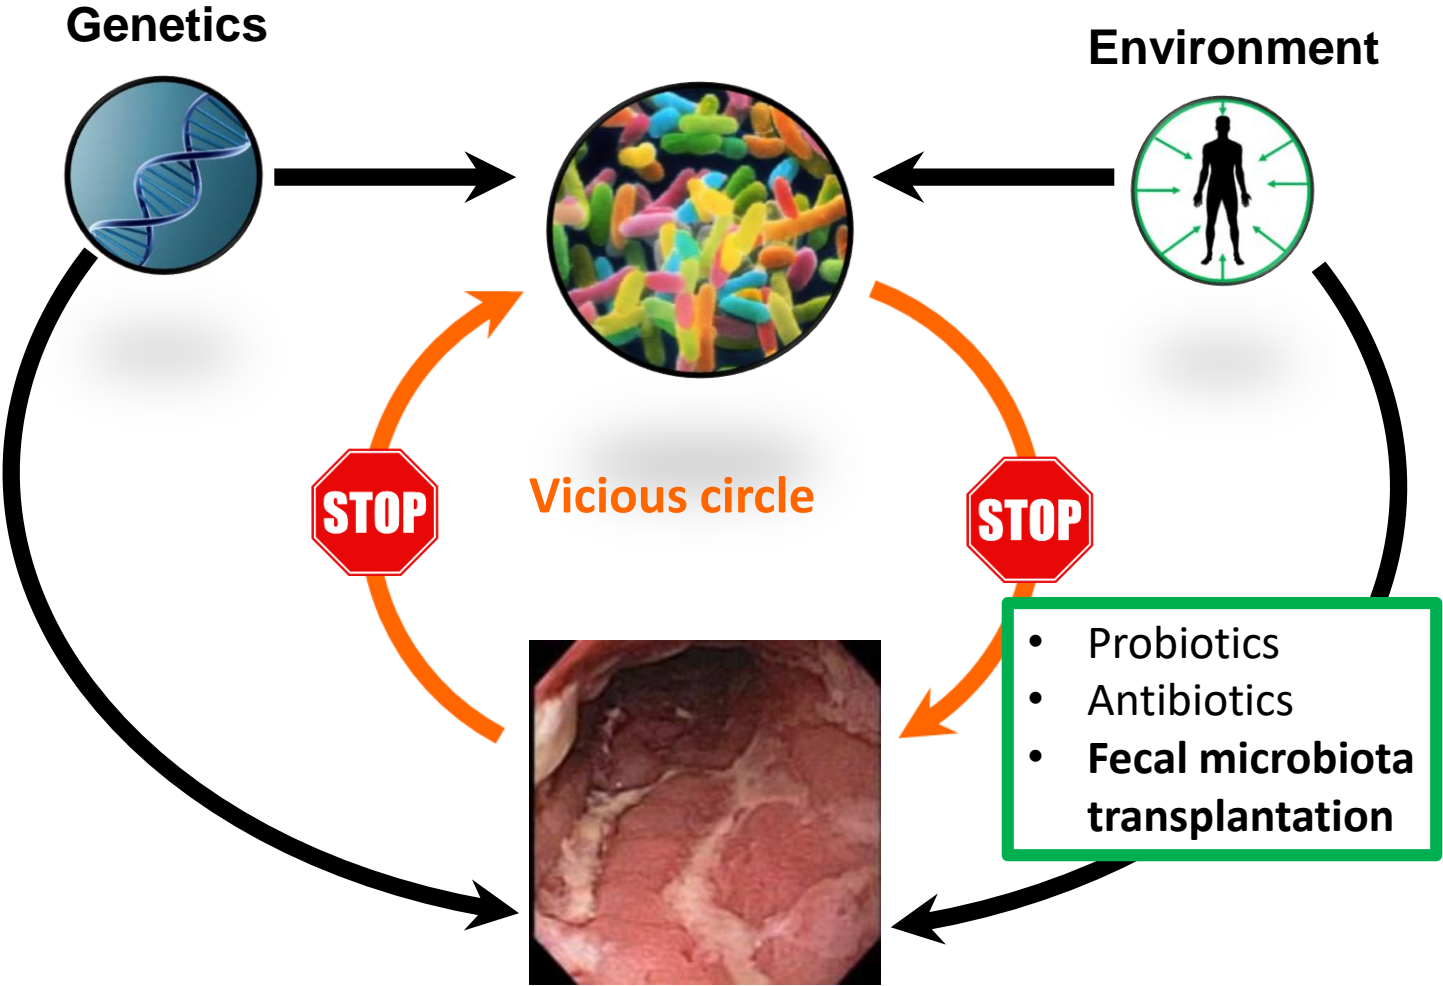 Genetics
Environment
Vicious circle
STOP
STOP
• Probiotics
• Antibiotics
• Fecal microbiota
transplantation